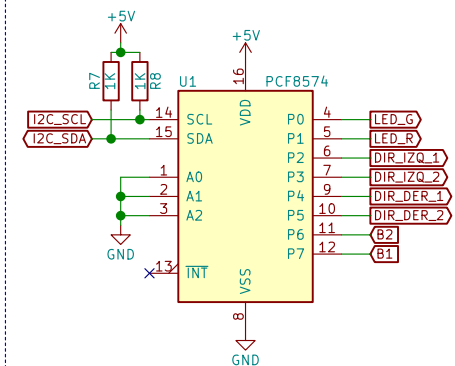 +5V
+5V
R7
1K
1K
R8
U1
PCF8574
16
VDD
I2C_SCL
14
SCL
P0
4
LED_G
I2C_SDA
15
SDA
P1
5
LED_R
P2
6
DIR_IZQ_1
1
A0
P3
7
DIR_IZQ_2
2
A1
P4
9
DIR_DER_1
3
A2
P5
10
DIR_DER_2
P6
11
B2
GND
P7
12
B1
13
INT
VSS
8
GND